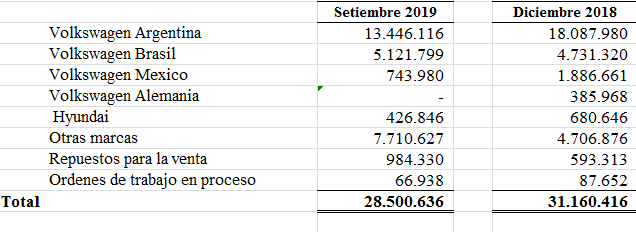 Setiembre 2019 Diciembre 2018
Volkswagen Argentina 13.446.116 18.087.980
Volkswagen Brasil 5.121.799 4.731.320
Volkswagen Mexico 743.980 1.886.661
Volkswagen Alemania - 385.968
Hyundai 426.846 680.646
Otras marcas 7.710.627 4.706.876
Repuestos para la venta 984.330 593.313
Ordenes de trabajo en proceso 66.938 87.652
Total 28.500.636 31.160.416